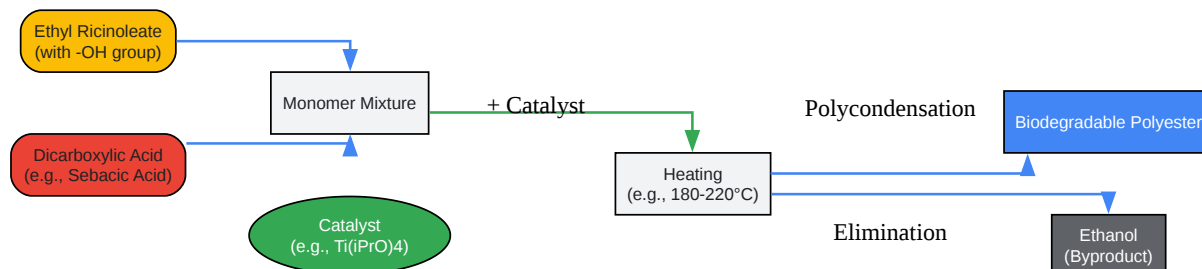 Ethyl Ricinoleate
(with -OH group)
Monomer Mixture
+ Catalyst
Polycondensation
Biodegradable Polyester
Dicarboxylic Acid
(e.g., Sebacic Acid)
Heating
(e.g., 180-220°C)
Catalyst
(e.g., Ti(iPrO)4)
Elimination
Ethanol
(Byproduct)